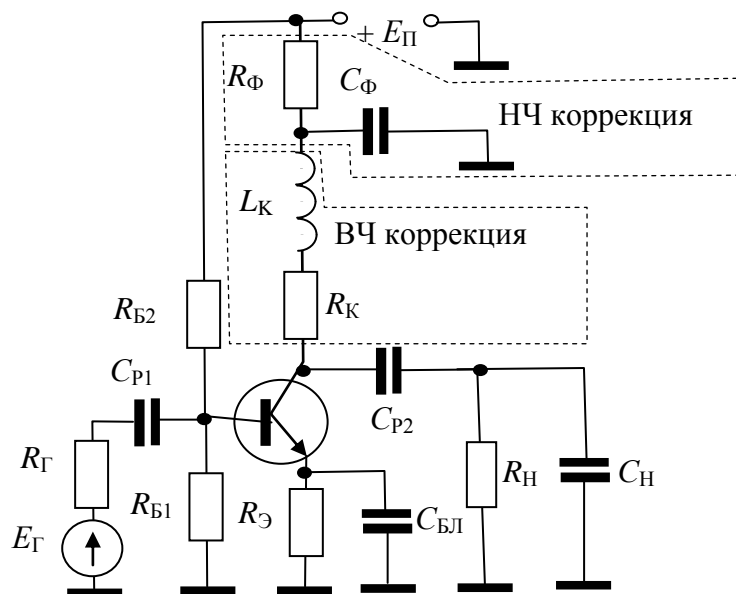 + EП
RФ
CФ
НЧ коррекция
LК
ВЧ коррекция
RК
RБ2
CР1
CР2
RГ
RБ1
RЭ
CБЛ
RН
CН
EГ